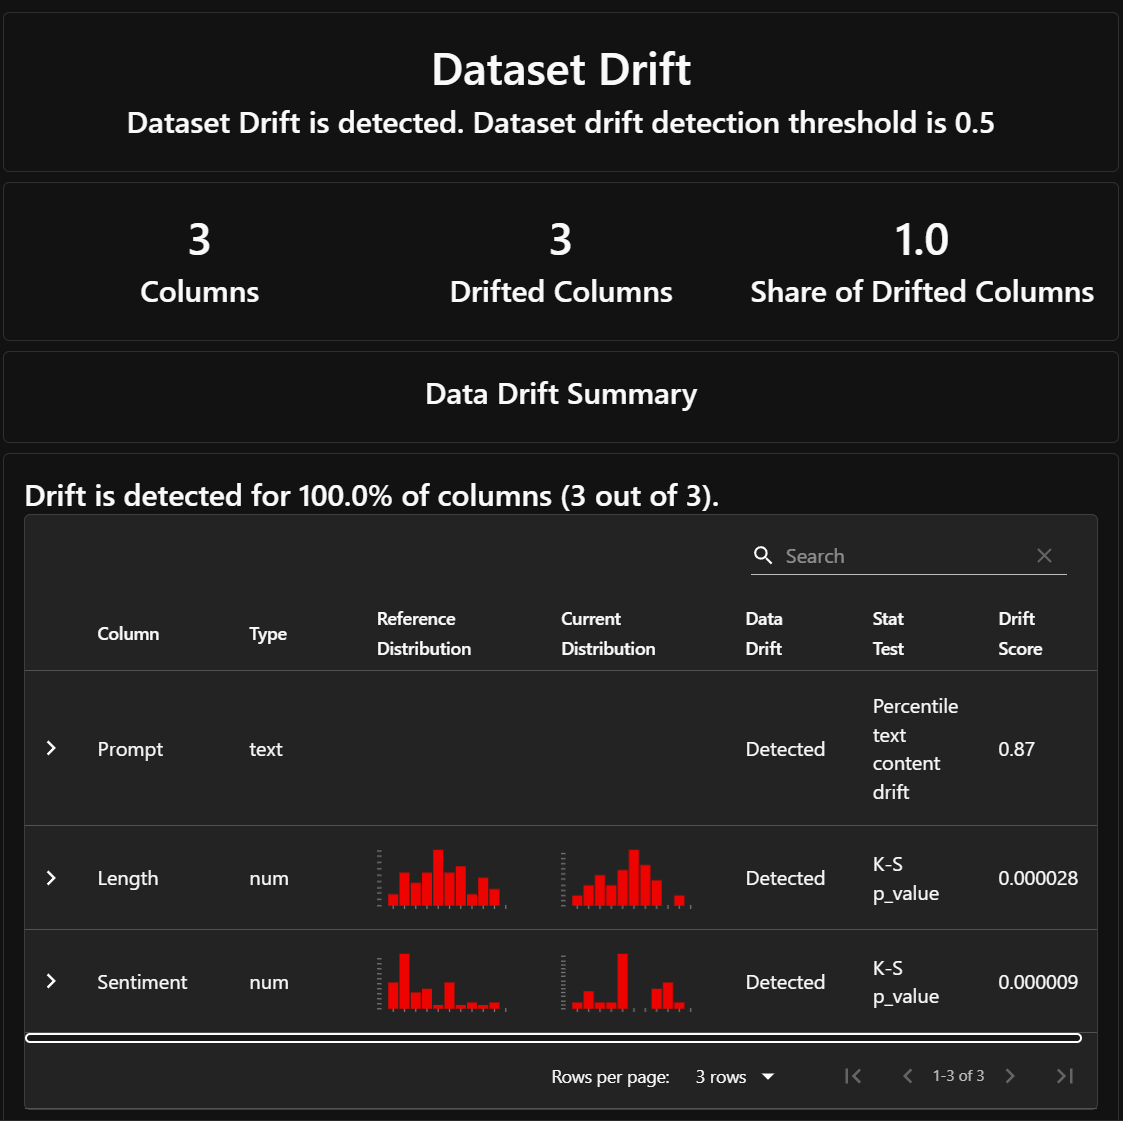 Dataset Drift
Dataset Drift is detected. Dataset drift detection threshold is 0.5
3
Columns
3
Drifted Columns
1.0
Share of Drifted Columns
Data Drift Summary
Drift is detected for 100.0% of columns (3 out of 3).
Search
Column
Type
Reference
Distribution
Current
Distribution
Data
Drift
Stat
Test
Drift
Score
Prompt
text
Detected
Percentile
text
content
drift
0.87
Length
num
Detected
K-S
p_value
0.000028
Sentiment
num
Detected
K-S
p_value
0.000009
Rows per page:
3 rows
1-3 of 3